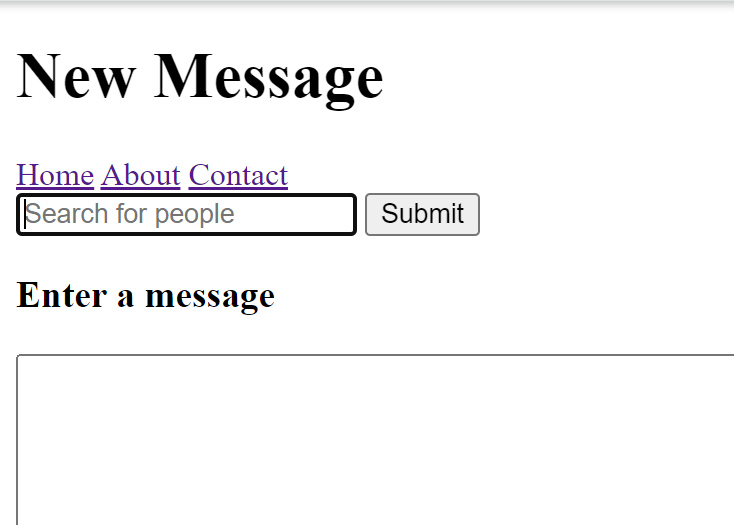 New Message
Home About Contact
Search for people Submit
Enter a message